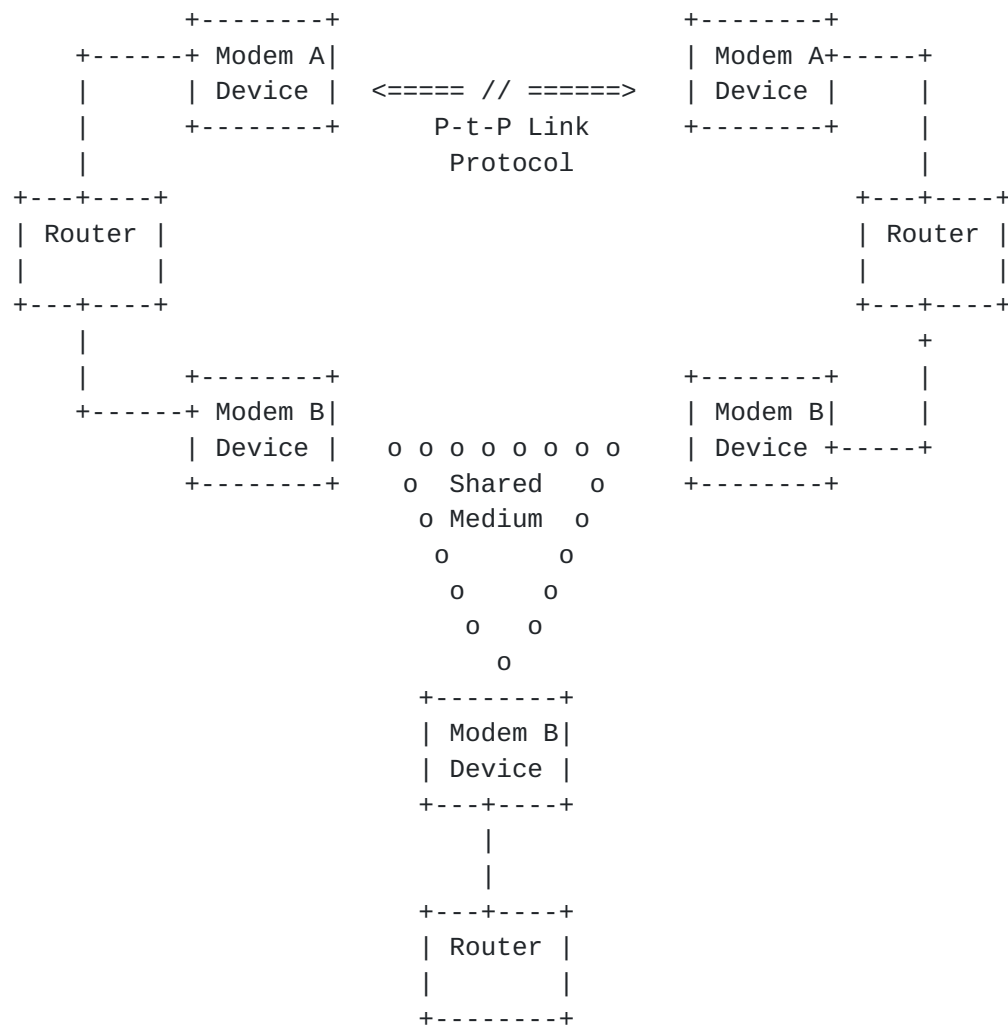 Modem A Modem A
Device <===== // ======> Device
P-t-P Link
Protocol
Router Router
Modem B Modem B
Device o o o o o o o o Device
o Shared o
o Medium o
o o
o o
o o
o
Modem B
Device
Router